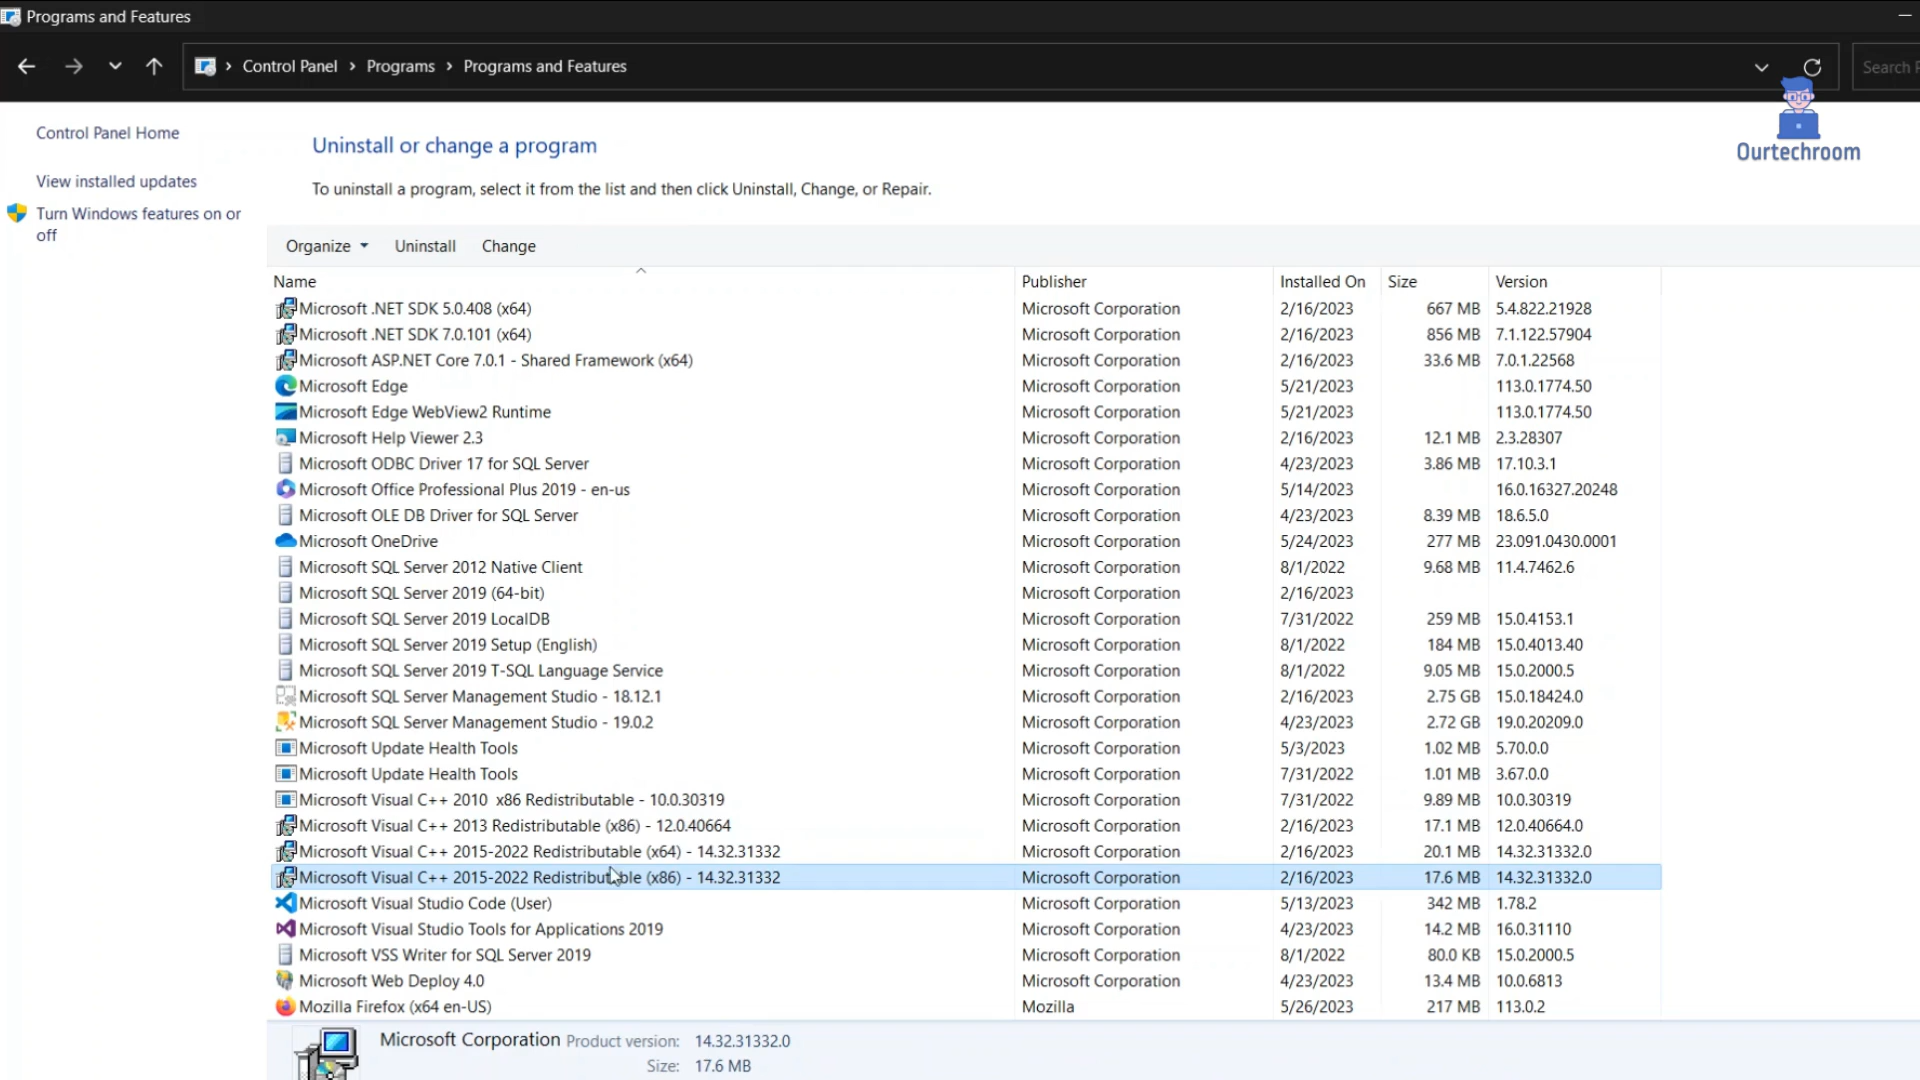 Programs and Features
Control Panel > Programs > Programs and Features
Search
Control Panel Home
View installed updates
Turn Windows features on or
off
Ourtechroom
Uninstall or change a program
To uninstall a program, select it from the list and then click Uninstall, Change, or Repair.
Organize Uninstall Change
Name Publisher Installed On Size Version
Microsoft .NET SDK 5.0.408 (x64) Microsoft Corporation 2/16/2023 667 MB 5.4.822.21928
Microsoft .NET SDK 7.0.101 (x64) Microsoft Corporation 2/16/2023 856 MB 7.1.122.57904
Microsoft ASP.NET Core 7.0.1 - Shared Framework (x64) Microsoft Corporation 2/16/2023 33.6 MB 7.0.1.22568
Microsoft Edge Microsoft Corporation 5/21/2023 113.0.1774.50
Microsoft Edge WebView2 Runtime Microsoft Corporation 5/21/2023 113.0.1774.50
Microsoft Help Viewer 2.3 Microsoft Corporation 2/16/2023 12.1 MB 2.3.28307
Microsoft ODBC Driver 17 for SQL Server Microsoft Corporation 4/23/2023 3.86 MB 17.10.3.1
Microsoft Office Professional Plus 2019 - en-us Microsoft Corporation 5/14/2023 16.0.16327.20248
Microsoft OLE DB Driver for SQL Server Microsoft Corporation 4/23/2023 8.39 MB 18.6.5.0
Microsoft OneDrive Microsoft Corporation 5/24/2023 277 MB 23.091.0430.0001
Microsoft SQL Server 2012 Native Client Microsoft Corporation 8/1/2022 9.68 MB 11.4.7462.6
Microsoft SQL Server 2019 (64-bit) Microsoft Corporation 2/16/2023
Microsoft SQL Server 2019 LocalDB Microsoft Corporation 7/31/2022 259 MB 15.0.4153.1
Microsoft SQL Server 2019 Setup (English) Microsoft Corporation 8/1/2022 184 MB 15.0.4013.40
Microsoft SQL Server 2019 T-SQL Language Service Microsoft Corporation 8/1/2022 9.05 MB 15.0.2000.5
Microsoft SQL Server Management Studio - 18.12.1 Microsoft Corporation 2/16/2023 2.75 GB 15.0.18424.0
Microsoft SQL Server Management Studio - 19.0.2 Microsoft Corporation 4/23/2023 2.72 GB 19.0.20209.0
Microsoft Update Health Tools Microsoft Corporation 5/3/2023 1.02 MB 5.70.0.0
Microsoft Update Health Tools Microsoft Corporation 7/31/2022 1.01 MB 3.67.0.0
Microsoft Visual C++ 2010 x86 Redistributable - 10.0.30319 Microsoft Corporation 7/31/2022 9.89 MB 10.0.30319
Microsoft Visual C++ 2013 Redistributable (x86) - 12.0.40664 Microsoft Corporation 2/16/2023 17.1 MB 12.0.40664.0
Microsoft Visual C++ 2015-2022 Redistributable (x64) - 14.32.31332 Microsoft Corporation 2/16/2023 20.1 MB 14.32.31332.0
Microsoft Visual C++ 2015-2022 Redistributable (x86) - 14.32.31332 Microsoft Corporation 2/16/2023 17.6 MB 14.32.31332.0
Microsoft Visual Studio Code (User) Microsoft Corporation 5/13/2023 342 MB 1.78.2
Microsoft Visual Studio Tools for Applications 2019 Microsoft Corporation 4/23/2023 14.2 MB 16.0.31110
Microsoft VSS Writer for SQL Server 2019 Microsoft Corporation 8/1/2022 80.0 KB 15.0.2000.5
Microsoft Web Deploy 4.0 Microsoft Corporation 4/23/2023 13.4 MB 10.0.6813
Mozilla Firefox (x64 en-US) Mozilla 5/26/2023 217 MB 113.0.2
Microsoft Corporation Product version: 14.32.31332.0
Size: 17.6 MB